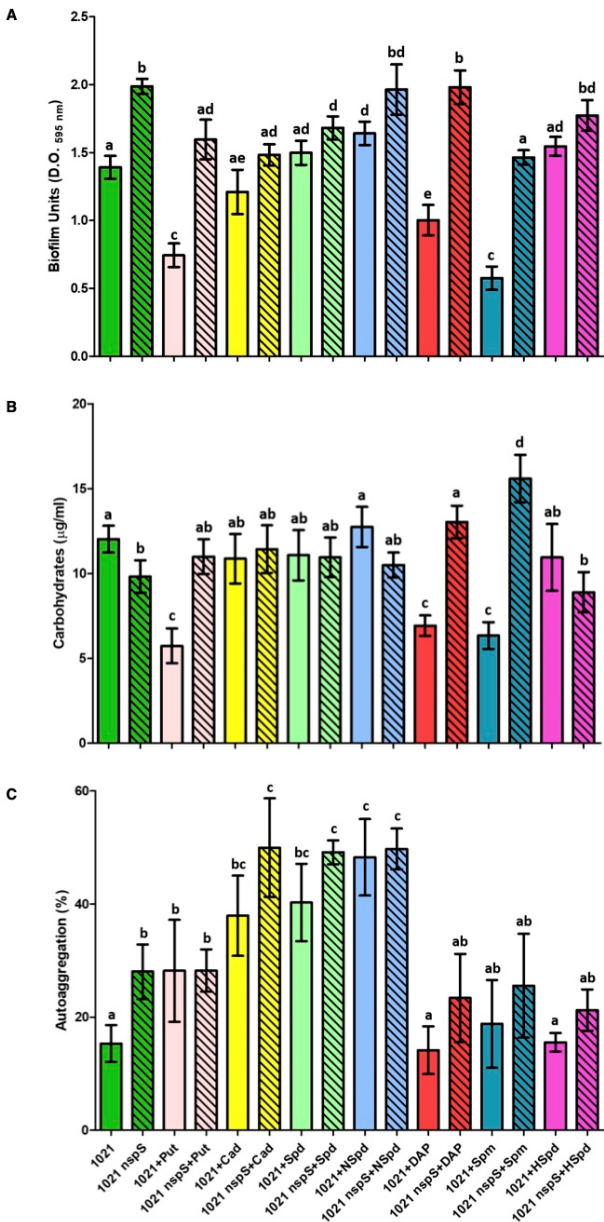 A
Biofilm Units (D.O. 595 nm)
2.5
2.0
1.5
1.0
0.5
0.0
a
b
c
ad
ae
ad
ad
d
d
bd
e
b
c
a
ad
bd
B
Carbohydrates (µg/ml)
20
15
10
5
0
a
b
c
ab
ab
ab
ab
ab
a
ab
c
a
c
d
ab
b
C
Autoaggregation (%)
60
40
20
0
a
b
b
b
bc
c
bc
c
c
c
a
ab
ab
ab
a
ab
1021
1021 nspS
1021+Put
1021 nspS+Put
1021+Cad
1021 nspS+Cad
1021+Spd
1021 nspS+Spd
1021+NSpd
1021 nspS+NSpd
1021+DAP
1021 nspS+DAP
1021+Spm
1021 nspS+Spm
1021+HSpd
1021 nspS+HSpd